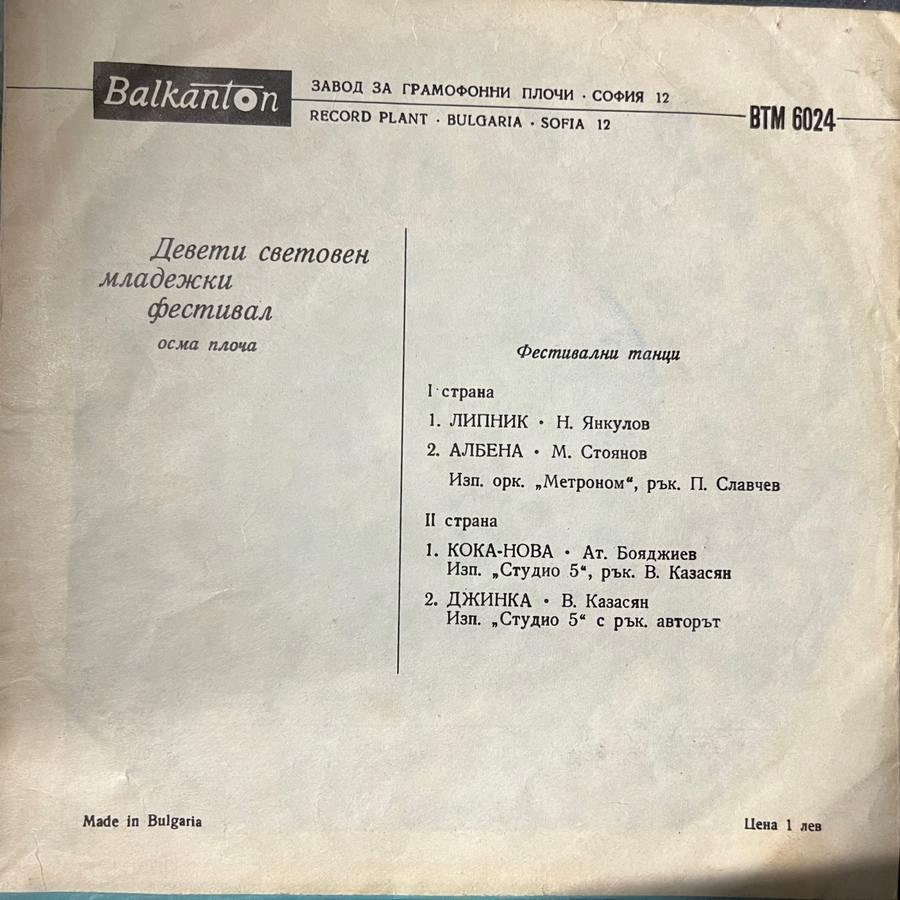 Balkanton
ЗАВОД ЗА ГРАМОФОННИ ПЛОЧИ · СОФИЯ 12
RECORD PLANT · BULGARIA · SOFIA 12
ВТМ 6024
Девети световен
младежки
фестивал
осма плоча
Фестивални танци
I страна
1. ЛИПНИК · Н. Янкулов
2. АЛБЕНА · М. Стоянов
Изп. орк. „Метроном“, рък. П. Славчев
II страна
1. КОКА-НОВА · Ат. Бояджиев
Изп. „Студио 5“, рък. В. Казасян
2. ДЖИНКА · В. Казасян
Изп. „Студио 5“ с рък. авторът
Made in Bulgaria
Цена 1 лев